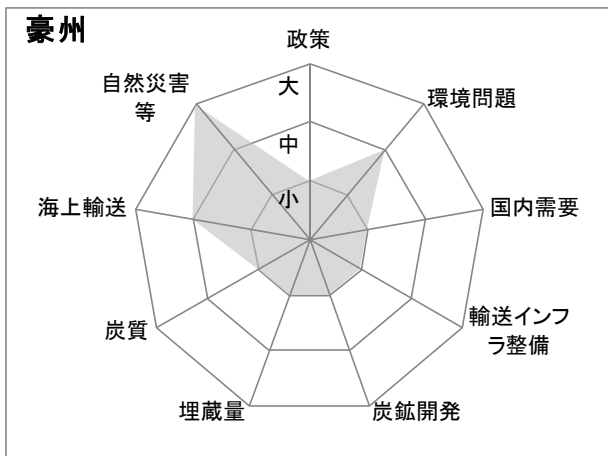 豪州
政策
大
自然災害
等
環境問題
中
小
海上輸送
国内需要
輸送インフ
ラ整備
炭質
埋蔵量
炭鉱開発